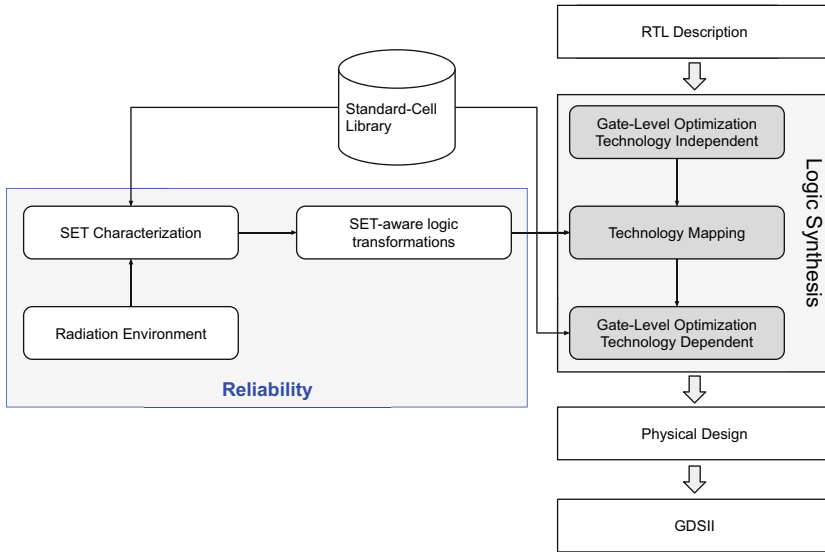 RTL Description
Standard-Cell
Library
Gate-Level Optimization
Technology Independent
SET Characterization
SET-aware logic
transformations
Technology Mapping
Logic Synthesis
Radiation Environment
Gate-Level Optimization
Technology Dependent
Reliability
Physical Design
GDSII